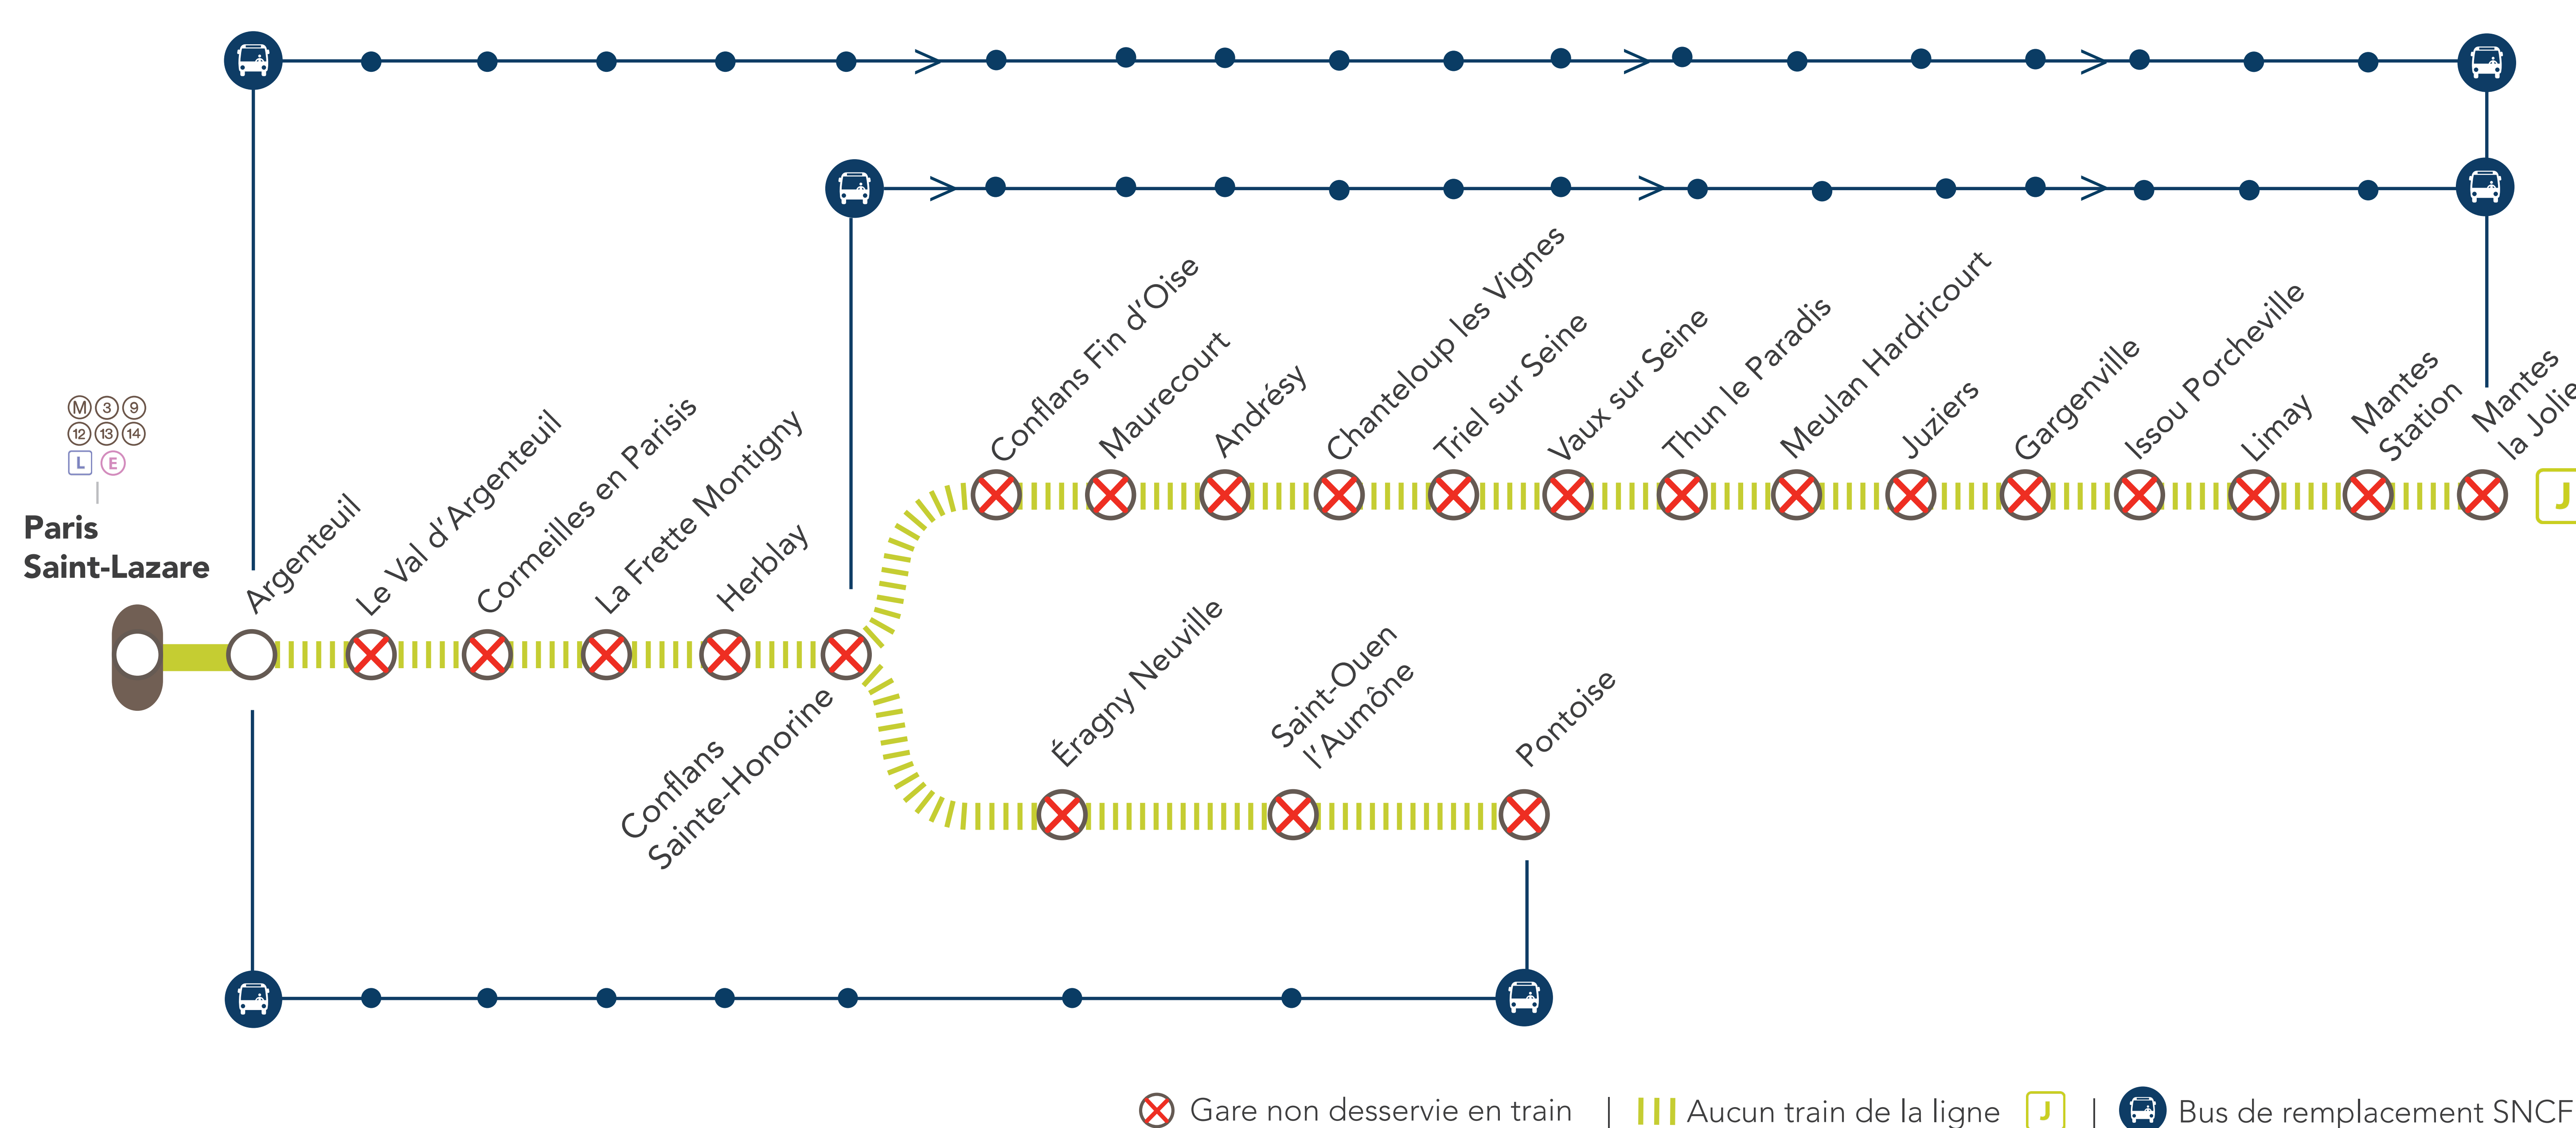 M 3 9
12 13 14
L E
Paris
Saint-Lazare
Argenteuil
Le Val d'Argenteuil
Cormeilles en Parisis
La Frette Montigny
Herblay
Conflans
Sainte-Honorine
Conflans Fin d'Oise
Maurecourt
Andrésy
Chanteloup les Vignes
Triel sur Seine
Vaux sur Seine
Thun le Paradis
Meulan Hardricourt
Juziers
Gargenville
Issou Porcheville
Limay
Mantes
Station
Mantes
la Jolie
J
Éragny Neuville
Saint-Ouen
l'Aumône
Pontoise
Gare non desservie en train | Aucun train de la ligne J | Bus de remplacement SNCF